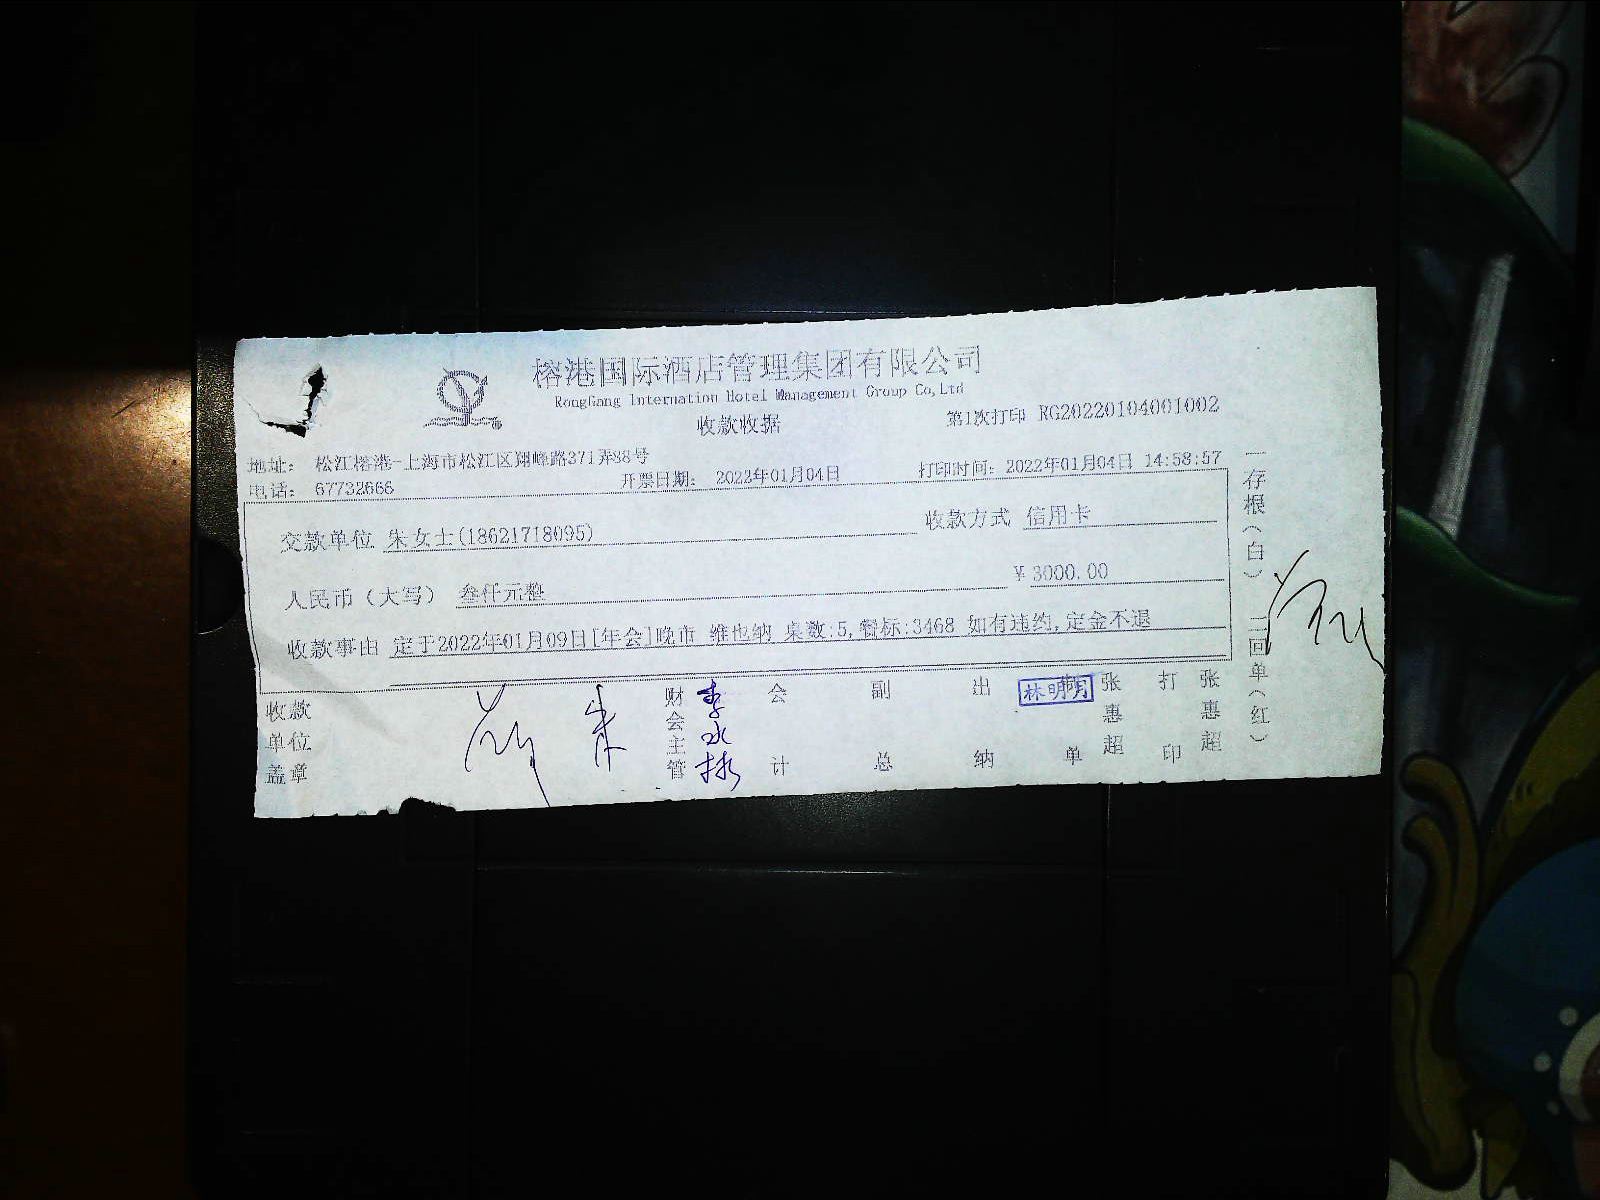 榕港国际酒店管理集团有限公司
RongGang Internation Hotel Management Group Co,Ltd
收款收据
第1次打印 RG20220104001002
地址: 松江榕港-上海市松江区翔峰路371弄88号
电话: 67732666
开票日期: 2022年01月04日
打印时间: 2022年01月04日 14:58:57
交款单位 朱女士(18621718095)
收款方式 信用卡
人民币(大写) 叁仟元整
¥3000.00
收款事由 定于2022年01月09日[年会]晚市 维也纳 桌数:5,餐标:3468 如有违约,定金不退
收款单位盖章
朱
财会主管
李水
会计
副总
出纳
林明月
制单
张惠超
打印
张惠超
一存根(白) 二回单(红)